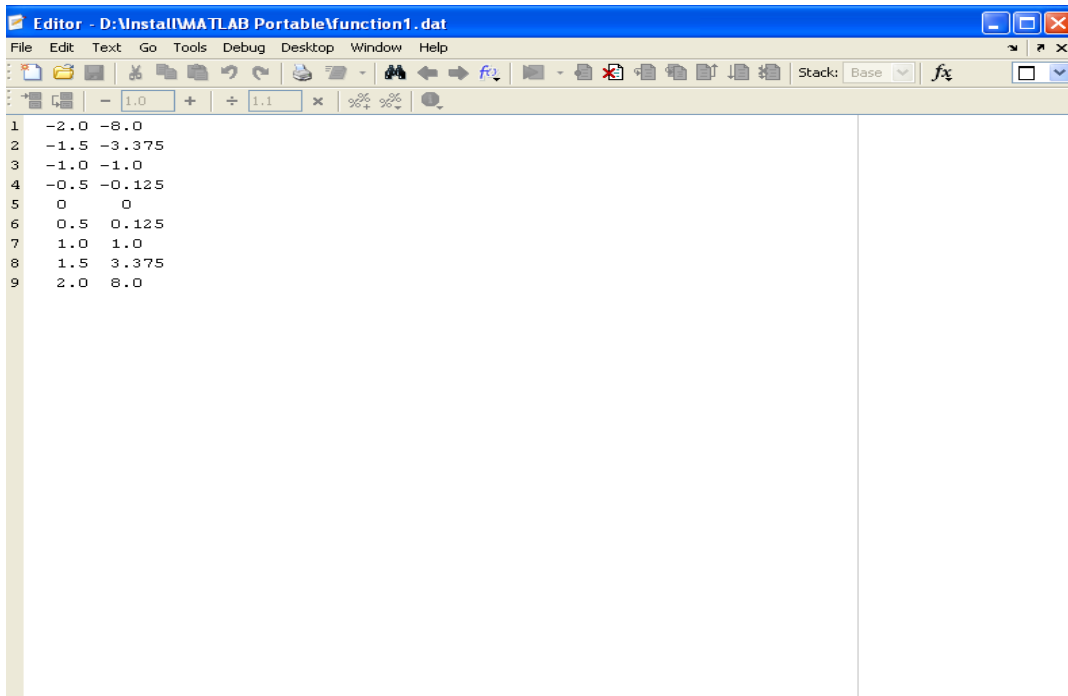 Editor - D:\Install\MATLAB Portable\function1.dat
File Edit Text Go Tools Debug Desktop Window Help
Stack: Base fx
- 1.0 + ÷ 1.1 ×
1 -2.0 -8.0
2 -1.5 -3.375
3 -1.0 -1.0
4 -0.5 -0.125
5 0 0
6 0.5 0.125
7 1.0 1.0
8 1.5 3.375
9 2.0 8.0